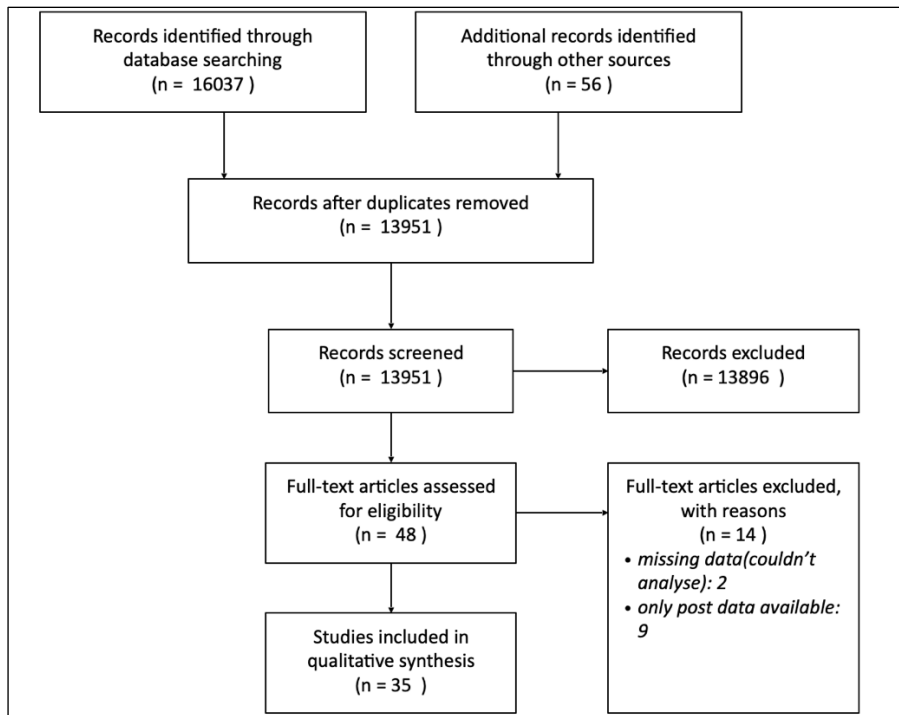 Records identified through
database searching
(n = 16037 )
Additional records identified
through other sources
(n = 56 )
Records after duplicates removed
(n = 13951 )
Records screened
(n = 13951 )
Records excluded
(n = 13896 )
Full-text articles assessed
for eligibility
(n = 48 )
Full-text articles excluded,
with reasons
(n = 14 )
• missing data(couldn't
analyse): 2
• only post data available:
9
Studies included in
qualitative synthesis
(n = 35 )